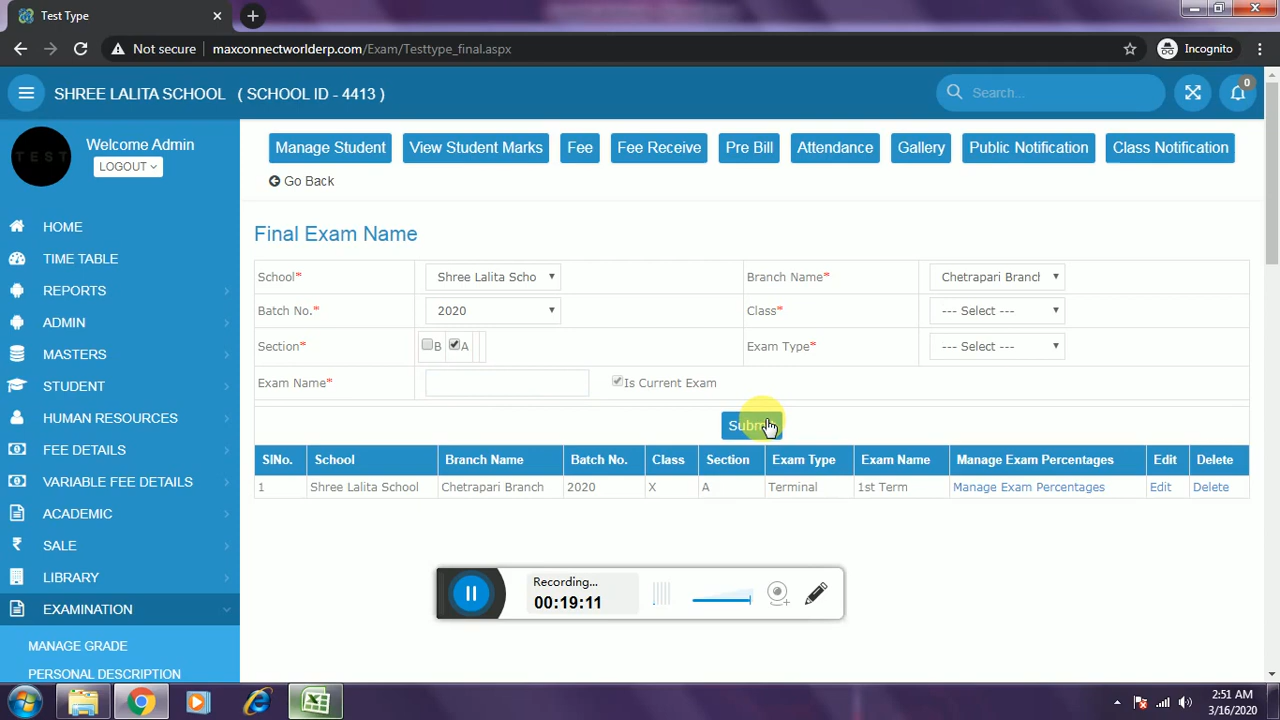 Test Type
Not secure maxconnectworlderp.com/Exam/Testtype_final.aspx Incognito
SHREE LALITA SCHOOL ( SCHOOL ID - 4413 ) Search... 0
TEST Welcome Admin
LOGOUT
Manage Student View Student Marks Fee Fee Receive Pre Bill Attendance Gallery Public Notification Class Notification
Go Back
HOME
TIME TABLE
REPORTS
ADMIN
MASTERS
STUDENT
HUMAN RESOURCES
FEE DETAILS
VARIABLE FEE DETAILS
ACADEMIC
SALE
LIBRARY
EXAMINATION
MANAGE GRADE
PERSONAL DESCRIPTION
Final Exam Name
School* Shree Lalita Scho Branch Name* Chetrapari Branch
Batch No.* 2020 Class* --- Select ---
Section* B A Exam Type* --- Select ---
Exam Name* Is Current Exam
Submit
SlNo. School Branch Name Batch No. Class Section Exam Type Exam Name Manage Exam Percentages Edit Delete
1 Shree Lalita School Chetrapari Branch 2020 X A Terminal 1st Term Manage Exam Percentages Edit Delete
Recording...
00:19:11
2:51 AM
3/16/2020